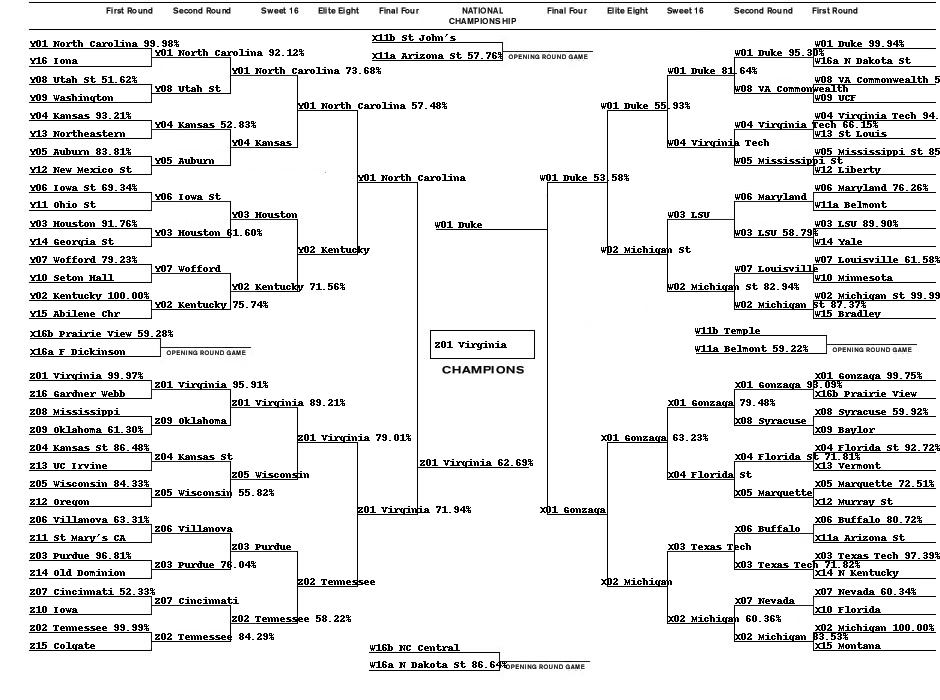 First Round
Second Round
Sweet 16
Elite Eight
Final Four
NATIONAL
CHAMPIONSHIP
Final Four
Elite Eight
Sweet 16
Second Round
First Round
Y01 North Carolina 99.98%
Y16 Iona
Y08 Utah St 51.62%
Y09 Washington
Y04 Kansas 93.21%
Y13 Northeastern
Y05 Auburn 83.81%
Y12 New Mexico St
Y06 Iowa St 69.34%
Y11 Ohio St
Y03 Houston 91.76%
Y14 Georgia St
Y07 Wofford 79.23%
Y10 Seton Hall
Y02 Kentucky 100.00%
Y15 Abilene Chr
Y01 North Carolina 92.12%
Y08 Utah St
Y04 Kansas 52.83%
Y05 Auburn
Y06 Iowa St
Y03 Houston 61.60%
Y07 Wofford
Y02 Kentucky 75.74%
Y01 North Carolina 73.68%
Y04 Kansas
Y03 Houston
Y02 Kentucky 71.56%
Y01 North Carolina 57.48%
Y02 Kentucky
Y01 North Carolina
X16b Prairie View 59.28%
X16a F Dickinson
OPENING ROUND GAME
Z01 Virginia 99.97%
Z16 Gardner Webb
Z08 Mississippi
Z09 Oklahoma 61.30%
Z04 Kansas St 86.48%
Z13 UC Irvine
Z05 Wisconsin 84.33%
Z12 Oregon
Z06 Villanova 63.31%
Z11 St Mary's CA
Z03 Purdue 96.81%
Z14 Old Dominion
Z07 Cincinnati 52.33%
Z10 Iowa
Z02 Tennessee 99.99%
Z15 Colgate
Z01 Virginia 95.91%
Z09 Oklahoma
Z04 Kansas St
Z05 Wisconsin 55.82%
Z06 Villanova
Z03 Purdue 76.04%
Z07 Cincinnati
Z02 Tennessee 84.29%
Z01 Virginia 89.21%
Z05 Wisconsin
Z03 Purdue
Z02 Tennessee 58.22%
Z01 Virginia 79.01%
Z02 Tennessee
Z01 Virginia 71.94%
X11b St John's
X11a Arizona St 57.76%
OPENING ROUND GAME
W01 Duke
Z01 Virginia
CHAMPIONS
Z01 Virginia 62.69%
W16b NC Central
W16a N Dakota St 86.64%
OPENING ROUND GAME
W01 Duke 53.58%
W01 Duke 55.93%
W02 Michigan St
W01 Duke 81.64%
W04 Virginia Tech
W03 LSU
W02 Michigan St 82.94%
W01 Duke 95.30%
W08 VA Commonwealth
W04 Virginia Tech 66.15%
W05 Mississippi St
W06 Maryland
W03 LSU 58.79%
W07 Louisville
W02 Michigan St 87.37%
W01 Duke 99.94%
W16a N Dakota St
W08 VA Commonwealth 5
W09 UCF
W04 Virginia Tech 94.
W13 St Louis
W05 Mississippi St 85
W12 Liberty
W06 Maryland 76.26%
W11a Belmont
W03 LSU 89.90%
W14 Yale
W07 Louisville 61.58%
W10 Minnesota
W02 Michigan St 99.99
W15 Bradley
W11b Temple
W11a Belmont 59.22%
OPENING ROUND GAME
X01 Gonzaga
X01 Gonzaga 63.23%
X02 Michigan
X01 Gonzaga 79.48%
X04 Florida St
X03 Texas Tech
X02 Michigan 60.36%
X01 Gonzaga 93.09%
X08 Syracuse
X04 Florida St 71.81%
X05 Marquette
X06 Buffalo
X03 Texas Tech 71.82%
X07 Nevada
X02 Michigan 83.53%
X01 Gonzaga 99.75%
X16b Prairie View
X08 Syracuse 59.92%
X09 Baylor
X04 Florida St 92.72%
X13 Vermont
X05 Marquette 72.51%
X12 Murray St
X06 Buffalo 80.72%
X11a Arizona St
X03 Texas Tech 97.39%
X14 N Kentucky
X07 Nevada 60.34%
X10 Florida
X02 Michigan 100.00%
X15 Montana